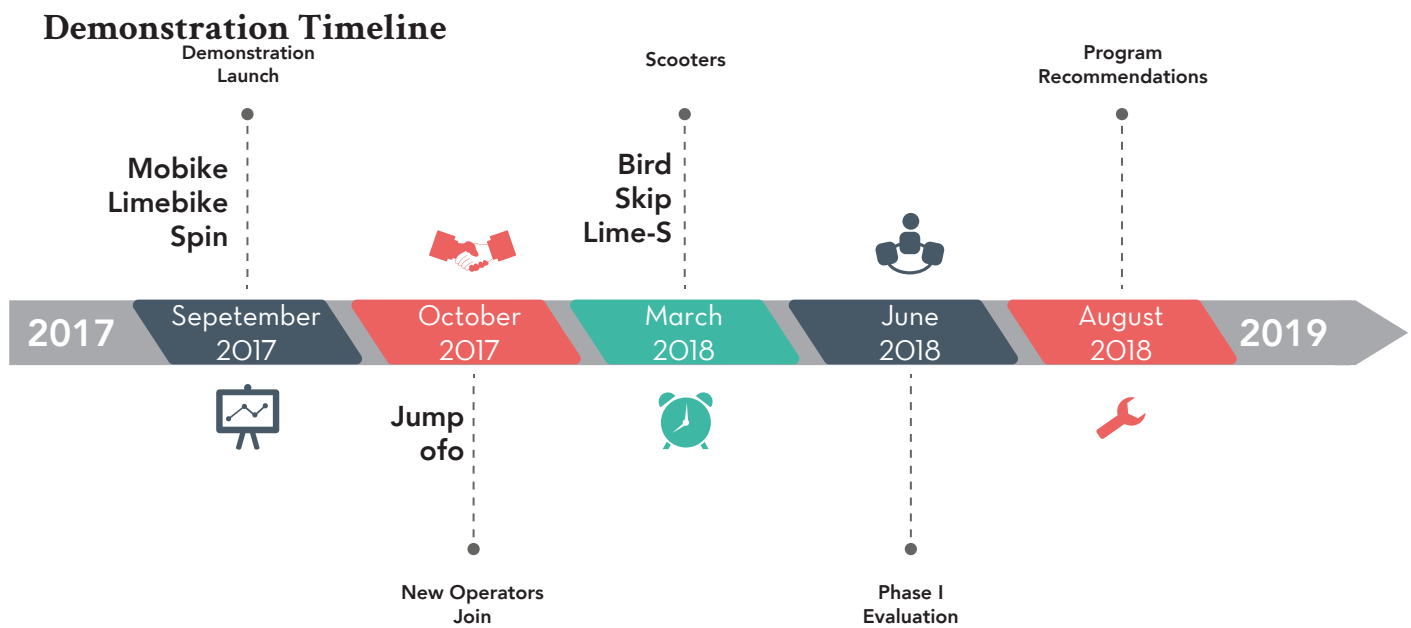 Demonstration Timeline
Demonstration
Launch
Scooters
Program
Recommendations
Mobike
Limebike
Spin
Bird
Skip
Lime-S
2017
Sepetember
2017
October
2017
March
2018
June
2018
August
2018
2019
Jump
ofo
New Operators
Join
Phase I
Evaluation